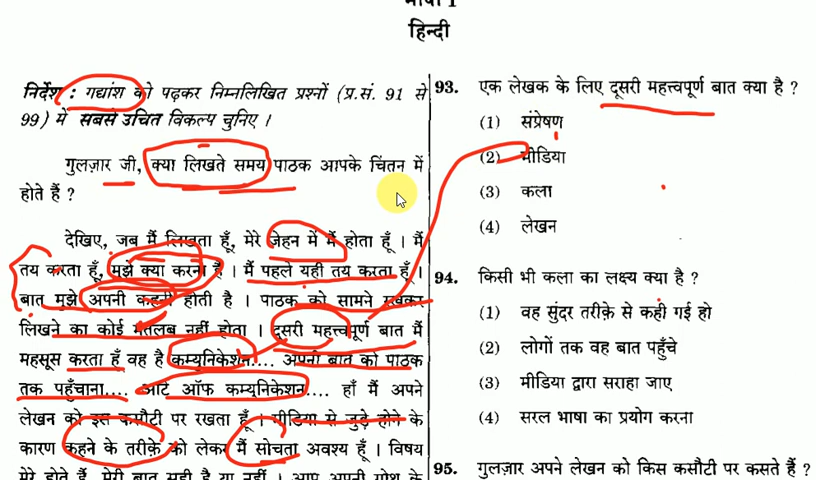 भाषा I
हिन्दी
निर्देश : गद्यांश को पढ़कर निम्नलिखित प्रश्नों (प्र.सं. 91 से
99) में सबसे उचित विकल्प चुनिए ।
गुलज़ार जी, क्या लिखते समय पाठक आपके चिंतन में
होते हैं ?
देखिए, जब मैं लिखता हूँ, मेरे ज़ेहन में मैं होता हूँ । मैं
तय करता हूँ, मुझे क्या करना है । मैं पहले यही तय करता हूँ ।
बात मुझे अपनी कहनी होती है । पाठक को सामने रखकर
लिखने का कोई मतलब नहीं होता । दूसरी महत्त्वपूर्ण बात मैं
महसूस करता हूँ वह है कम्युनिकेशन.... अपनी बात को पाठक
तक पहुँचाना.... आर्ट ऑफ कम्युनिकेशन.... हाँ मैं अपने
लेखन को इस कसौटी पर रखता हूँ । मीडिया से जुड़े होने के
कारण कहने के तरीक़े को लेकर मैं सोचता अवश्य हूँ । विषय
मेरे होते हैं, मेरी बात सही है या नहीं । आप अपनी सोच के
93. एक लेखक के लिए दूसरी महत्त्वपूर्ण बात क्या है ?
(1) संप्रेषण
(2) मीडिया
(3) कला
(4) लेखन
94. किसी भी कला का लक्ष्य क्या है ?
(1) वह सुंदर तरीक़े से कही गई हो
(2) लोगों तक वह बात पहुँचे
(3) मीडिया द्वारा सराहा जाए
(4) सरल भाषा का प्रयोग करना
95. गुलज़ार अपने लेखन को किस कसौटी पर कसते हैं ?